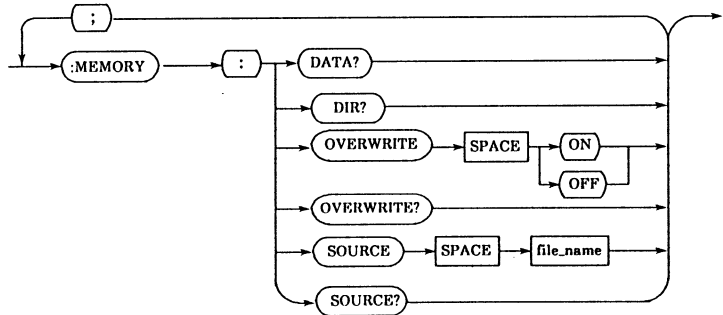 ;
:MEMORY : DATA?
DIR?
OVERWRITE SPACE ON
OFF
OVERWRITE?
SOURCE SPACE file_name
SOURCE?